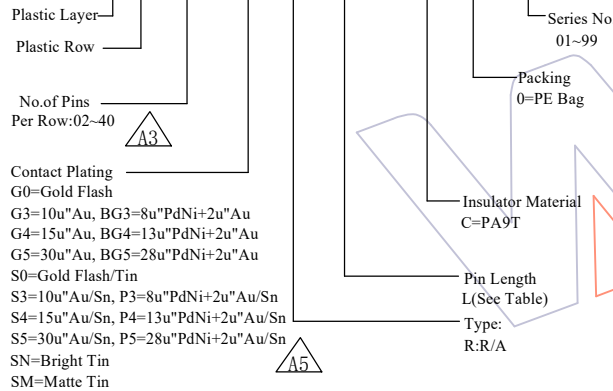 Plastic Layer
Plastic Row
No.of Pins
Per Row:02~40
A3
Contact Plating
G0=Gold Flash
G3=10u"Au, BG3=8u"PdNi+2u"Au
G4=15u"Au, BG4=13u"PdNi+2u"Au
G5=30u"Au, BG5=28u"PdNi+2u"Au
S0=Gold Flash/Tin
S3=10u"Au/Sn, P3=8u"PdNi+2u"Au/Sn
S4=15u"Au/Sn, P4=13u"PdNi+2u"Au/Sn
S5=30u"Au/Sn, P5=28u"PdNi+2u"Au/Sn
SN=Bright Tin
SM=Matte Tin
A5
Series No
01~99
Packing
0=PE Bag
Insulator Material
C=PA9T
Pin Length
L(See Table)
Type:
R:R/A